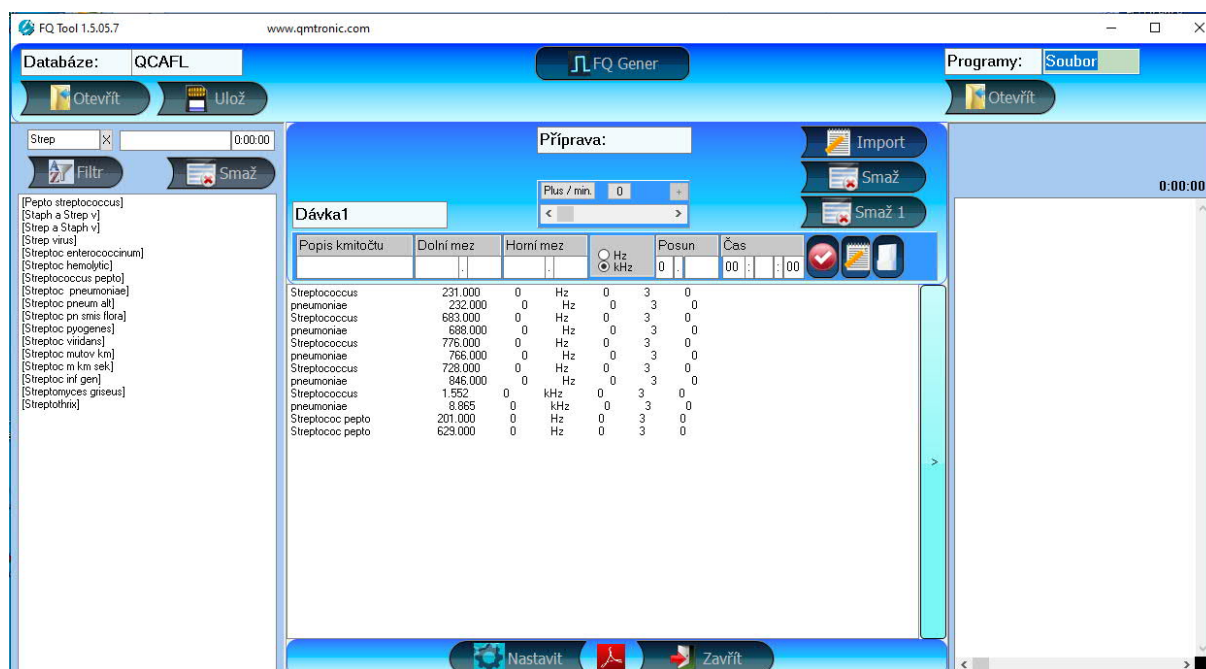 FQ Tool 1.5.05.7 www.qmtronic.com
Databáze: QCAFL
FQ Gener
Programy: Soubor
Otevřít Ulož
Otevřít
Strep X 0:00:00
Filtr Smaž
[Pepto streptococcus]
[Staph a Strep v]
[Strep a Staph v]
[Strep virus]
[Streptoc enterococcinum]
[Streptoc hemolytic]
[Streptococcus pepto]
[Streptoc pneumoniae]
[Streptoc pneum alt]
[Streptoc pn smis flora]
[Streptoc pyogenes]
[Streptoc viridans]
[Streptoc mutov km]
[Streptoc m km sek]
[Streptoc inf gen]
[Streptomyces griseus]
[Streptothrix]
Příprava:
Import
Smaž
Smaž 1
Plus / min. 0 +
< >
Dávka1
Popis kmitočtu Dolní mez Horní mez Hz kHz Posun Čas
. . 0 . 00 : : 00
Streptococcus 231.000 0 Hz 0 3 0
pneumoniae 232.000 0 Hz 0 3 0
Streptococcus 683.000 0 Hz 0 3 0
pneumoniae 688.000 0 Hz 0 3 0
Streptococcus 776.000 0 Hz 0 3 0
pneumoniae 766.000 0 Hz 0 3 0
Streptococcus 728.000 0 Hz 0 3 0
pneumoniae 846.000 0 Hz 0 3 0
Streptococcus 1.552 0 kHz 0 3 0
pneumoniae 8.865 0 kHz 0 3 0
Streptococ pepto 201.000 0 Hz 0 3 0
Streptococ pepto 629.000 0 Hz 0 3 0
>
0:00:00
Nastavit Zavřít
< >